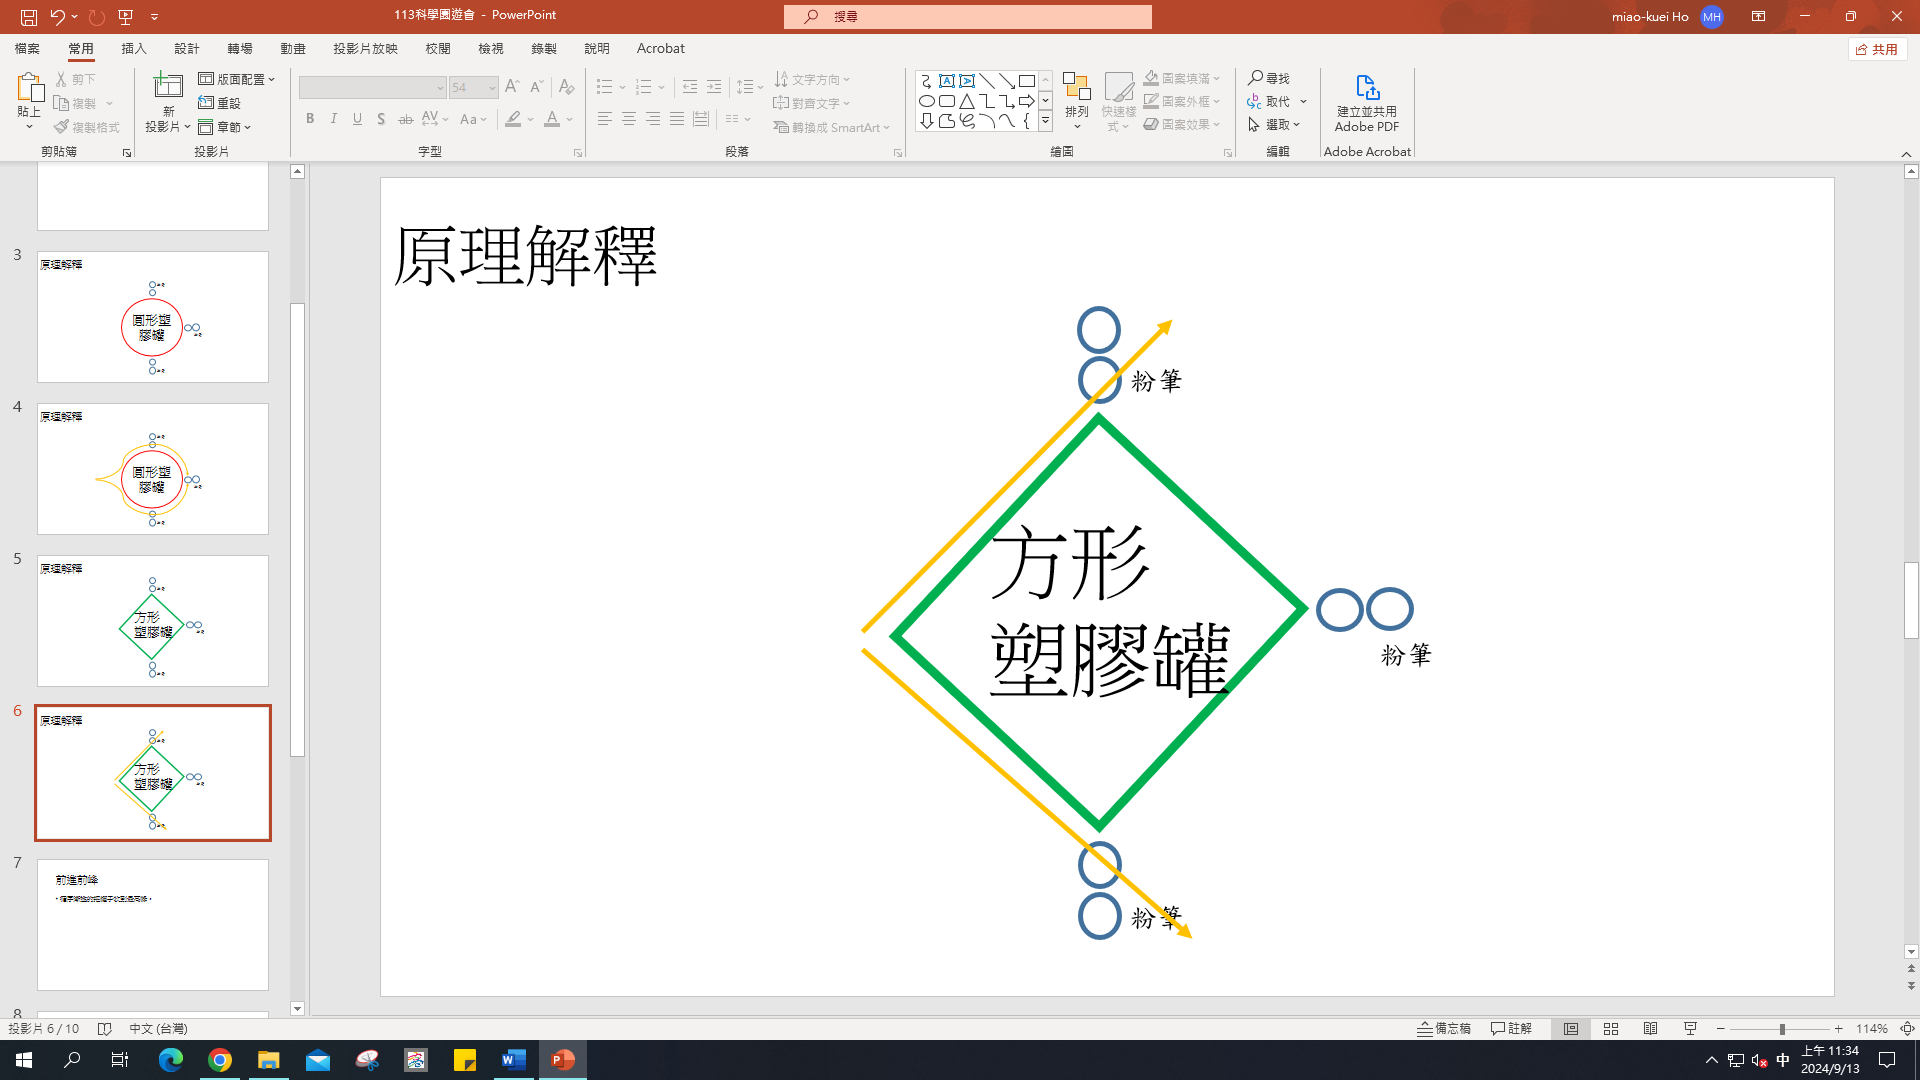 113科學園遊會 - PowerPoint
搜尋
miao-kuei Ho
MH
檔案
常用
插入
設計
轉場
動畫
投影片放映
校閱
檢視
錄製
說明
Acrobat
共用
貼上
剪下
複製
複製格式
剪貼簿
新
投影片
版面配置
重設
章節
投影片
54
B I U S ab AV Aa
字型
文字方向
對齊文字
轉換成 SmartArt
段落
排列
快速樣
式
圖案填滿
圖案外框
圖案效果
繪圖
尋找
取代
選取
編輯
建立並共用
Adobe PDF
Adobe Acrobat
3
原理解釋
圓形塑
膠罐
4
原理解釋
圓形塑
膠罐
5
原理解釋
方形
塑膠罐
6
原理解釋
方形
塑膠罐
7
前進前峰
8
原理解釋
粉筆
方形
塑膠罐
粉筆
粉筆
投影片 6 / 10
中文 (台灣)
備忘稿
註解
114%
中
上午 11:34
2024/9/13